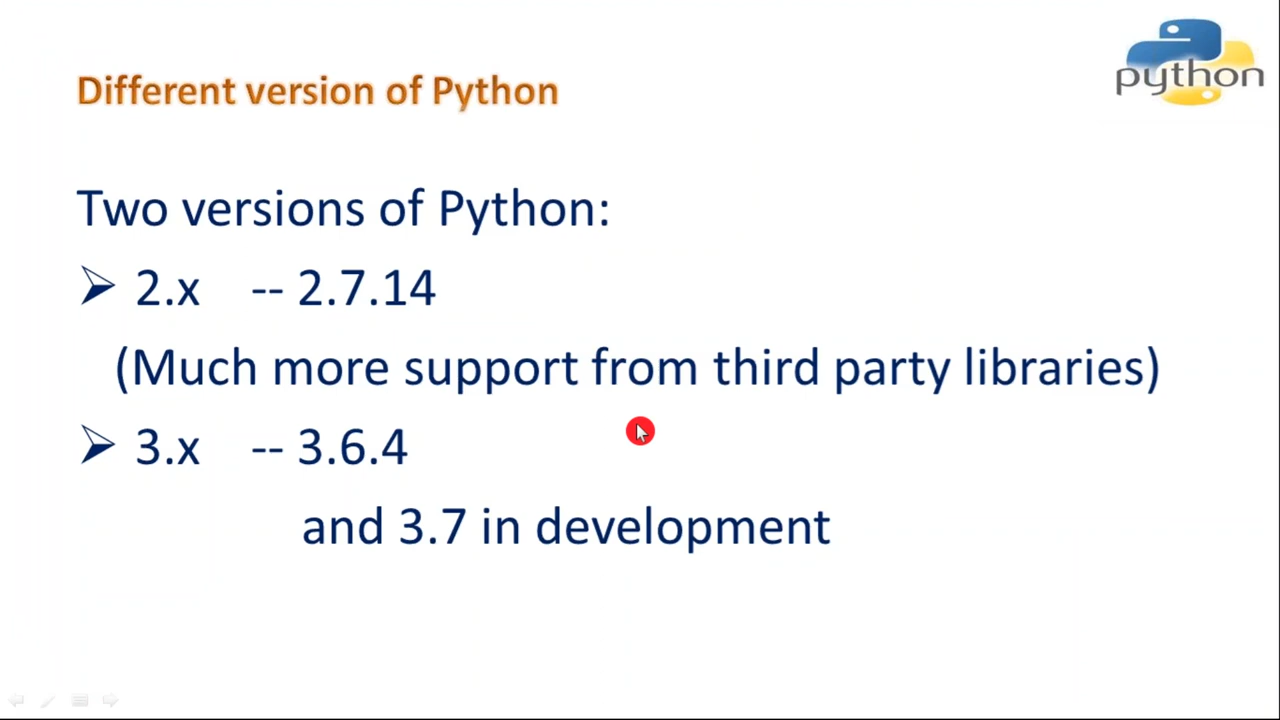 python
Different version of Python
Two versions of Python:
2.x -- 2.7.14
(Much more support from third party libraries)
3.x -- 3.6.4
and 3.7 in development